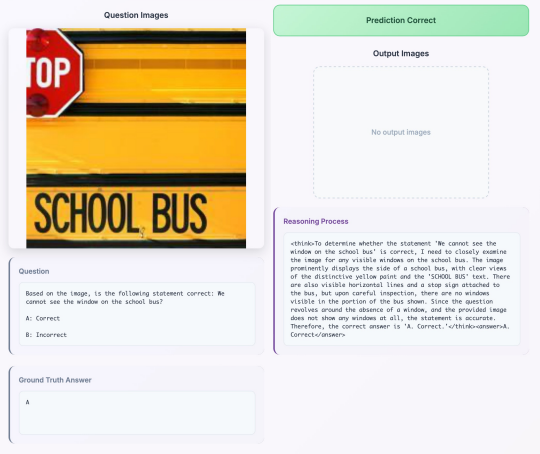 Question Images
TOP
SCHOOL BUS
Question
Based on the image, is the following statement correct: We
cannot see the window on the school bus?
A: Correct
B: Incorrect
Ground Truth Answer
A
Prediction Correct
Output Images
No output images
Reasoning Process
<think>To determine whether the statement 'We cannot see the
window on the school bus' is correct, I need to closely examine
the image for any visible windows on the school bus. The image
prominently displays the side of a school bus, with clear views
of the distinctive yellow paint and the 'SCHOOL BUS' text. There
are also visible horizontal lines and a stop sign attached to
the bus, but upon careful inspection, there are no windows
visible in the portion of the bus shown. Since the question
revolves around the absence of a window, and the provided image
does not show any windows at all, the statement is accurate.
Therefore, the correct answer is 'A. Correct.'</think><answer>A.
Correct</answer>